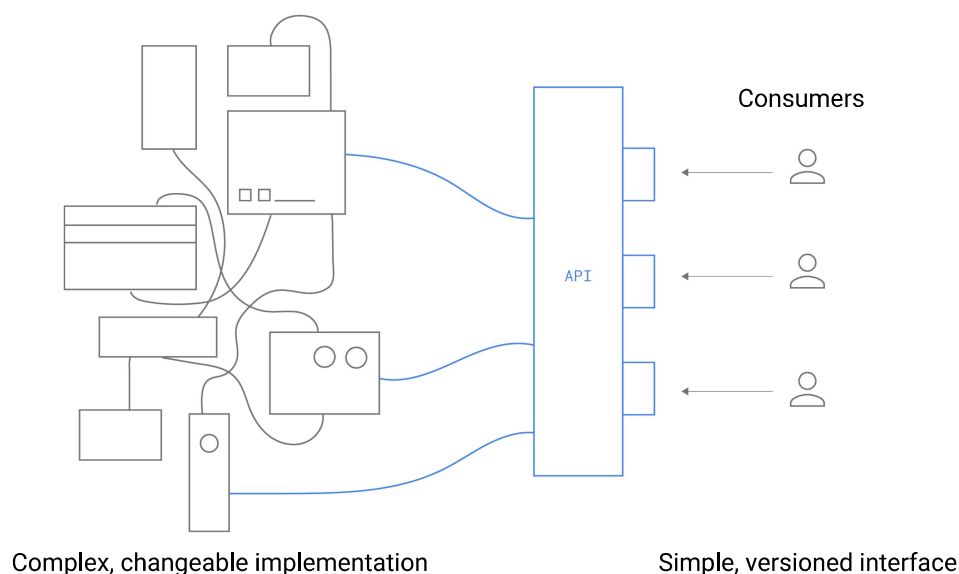 Consumers
API
Complex, changeable implementation
Simple, versioned interface